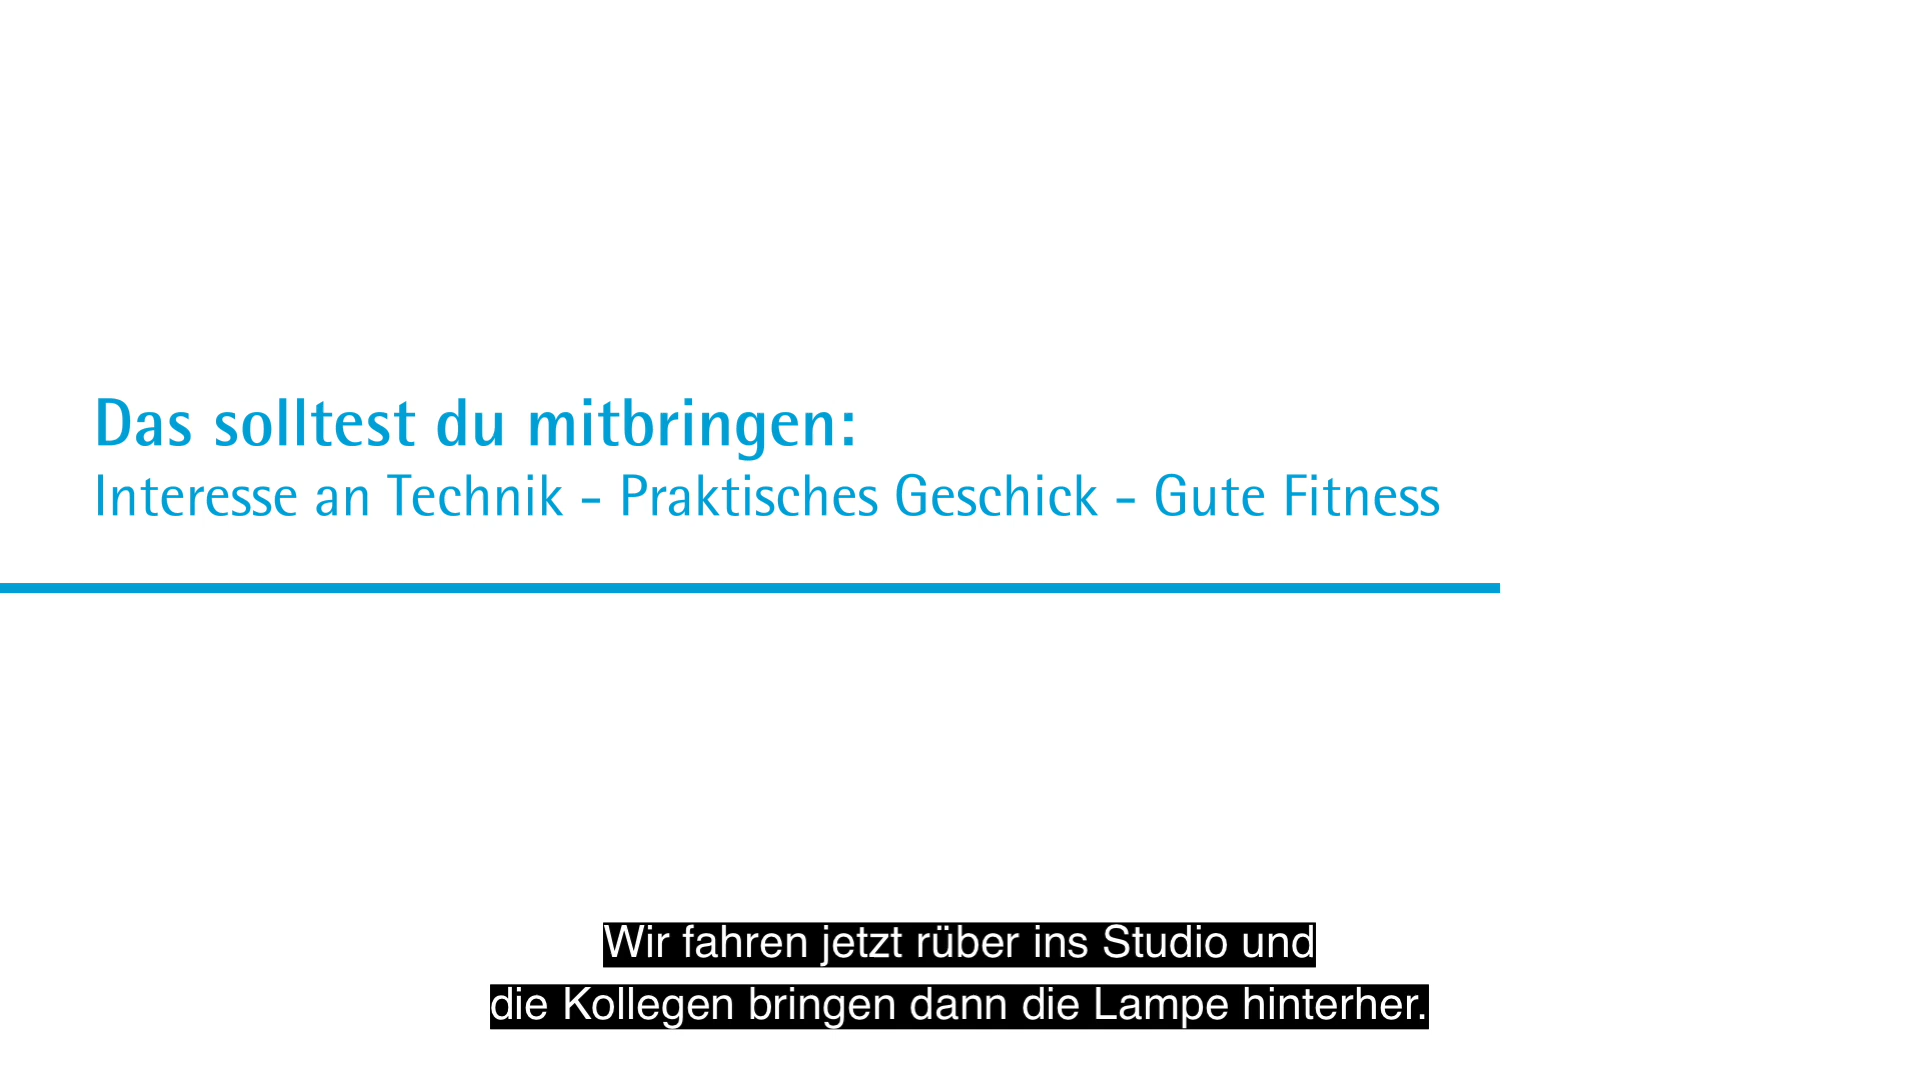 Das solltest du mitbringen:
Interesse an Technik - Praktisches Geschick - Gute Fitness
Wir fahren jetzt rüber ins Studio und
die Kollegen bringen dann die Lampe hinterher.